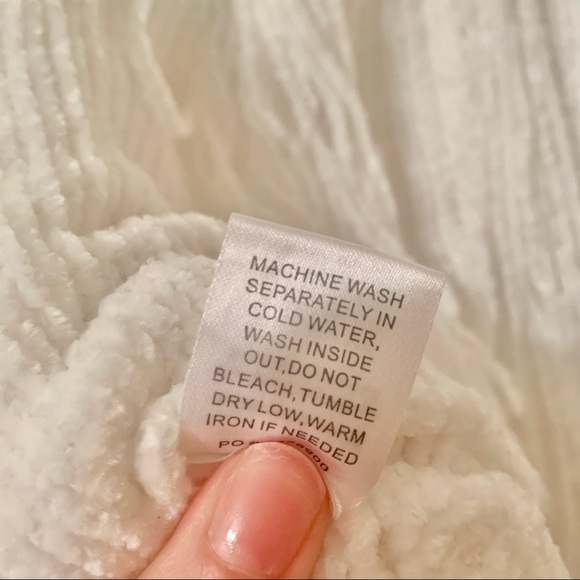 MACHINE WASH
SEPARATELY IN
COLD WATER,
WASH INSIDE
OUT,DO NOT
BLEACH,TUMBLE
DRY LOW,WARM
IRON IF NEEDED
PO